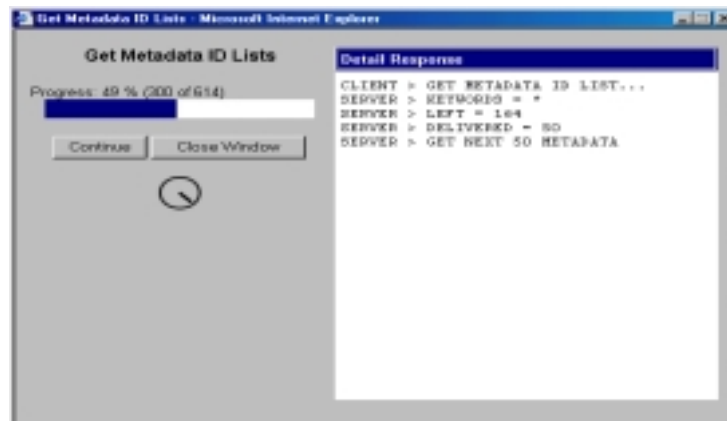 Get Metadata ID Lists - Microsoft Internet Explorer
Get Metadata ID Lists
Progress: 49 % (300 of 614)
Continue
Close Window
Detail Response
CLIENT > GET METADATA ID LIST...
SERVER > KEYWORDS = *
SERVER > LEFT = 164
SERVER > DELIVERED = 50
SERVER > GET NEXT 50 METADATA